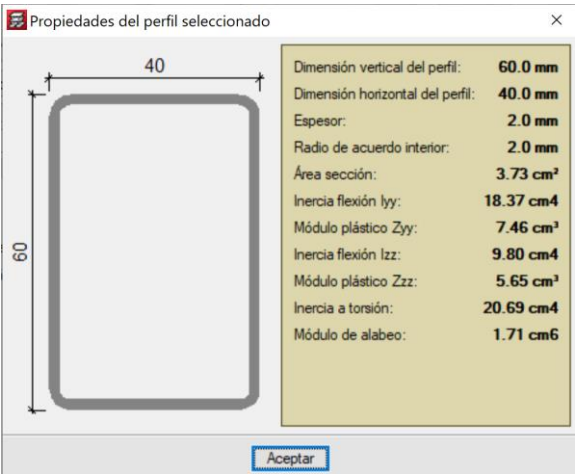 Propiedades del perfil seleccionado
40
60
Dimensión vertical del perfil: 60.0 mm
Dimensión horizontal del perfil: 40.0 mm
Espesor: 2.0 mm
Radio de acuerdo interior: 2.0 mm
Área sección: 3.73 cm²
Inercia flexión Iyy: 18.37 cm4
Módulo plástico Zyy: 7.46 cm³
Inercia flexión Izz: 9.80 cm4
Módulo plástico Zzz: 5.65 cm³
Inercia a torsión: 20.69 cm4
Módulo de alabeo: 1.71 cm6
Aceptar